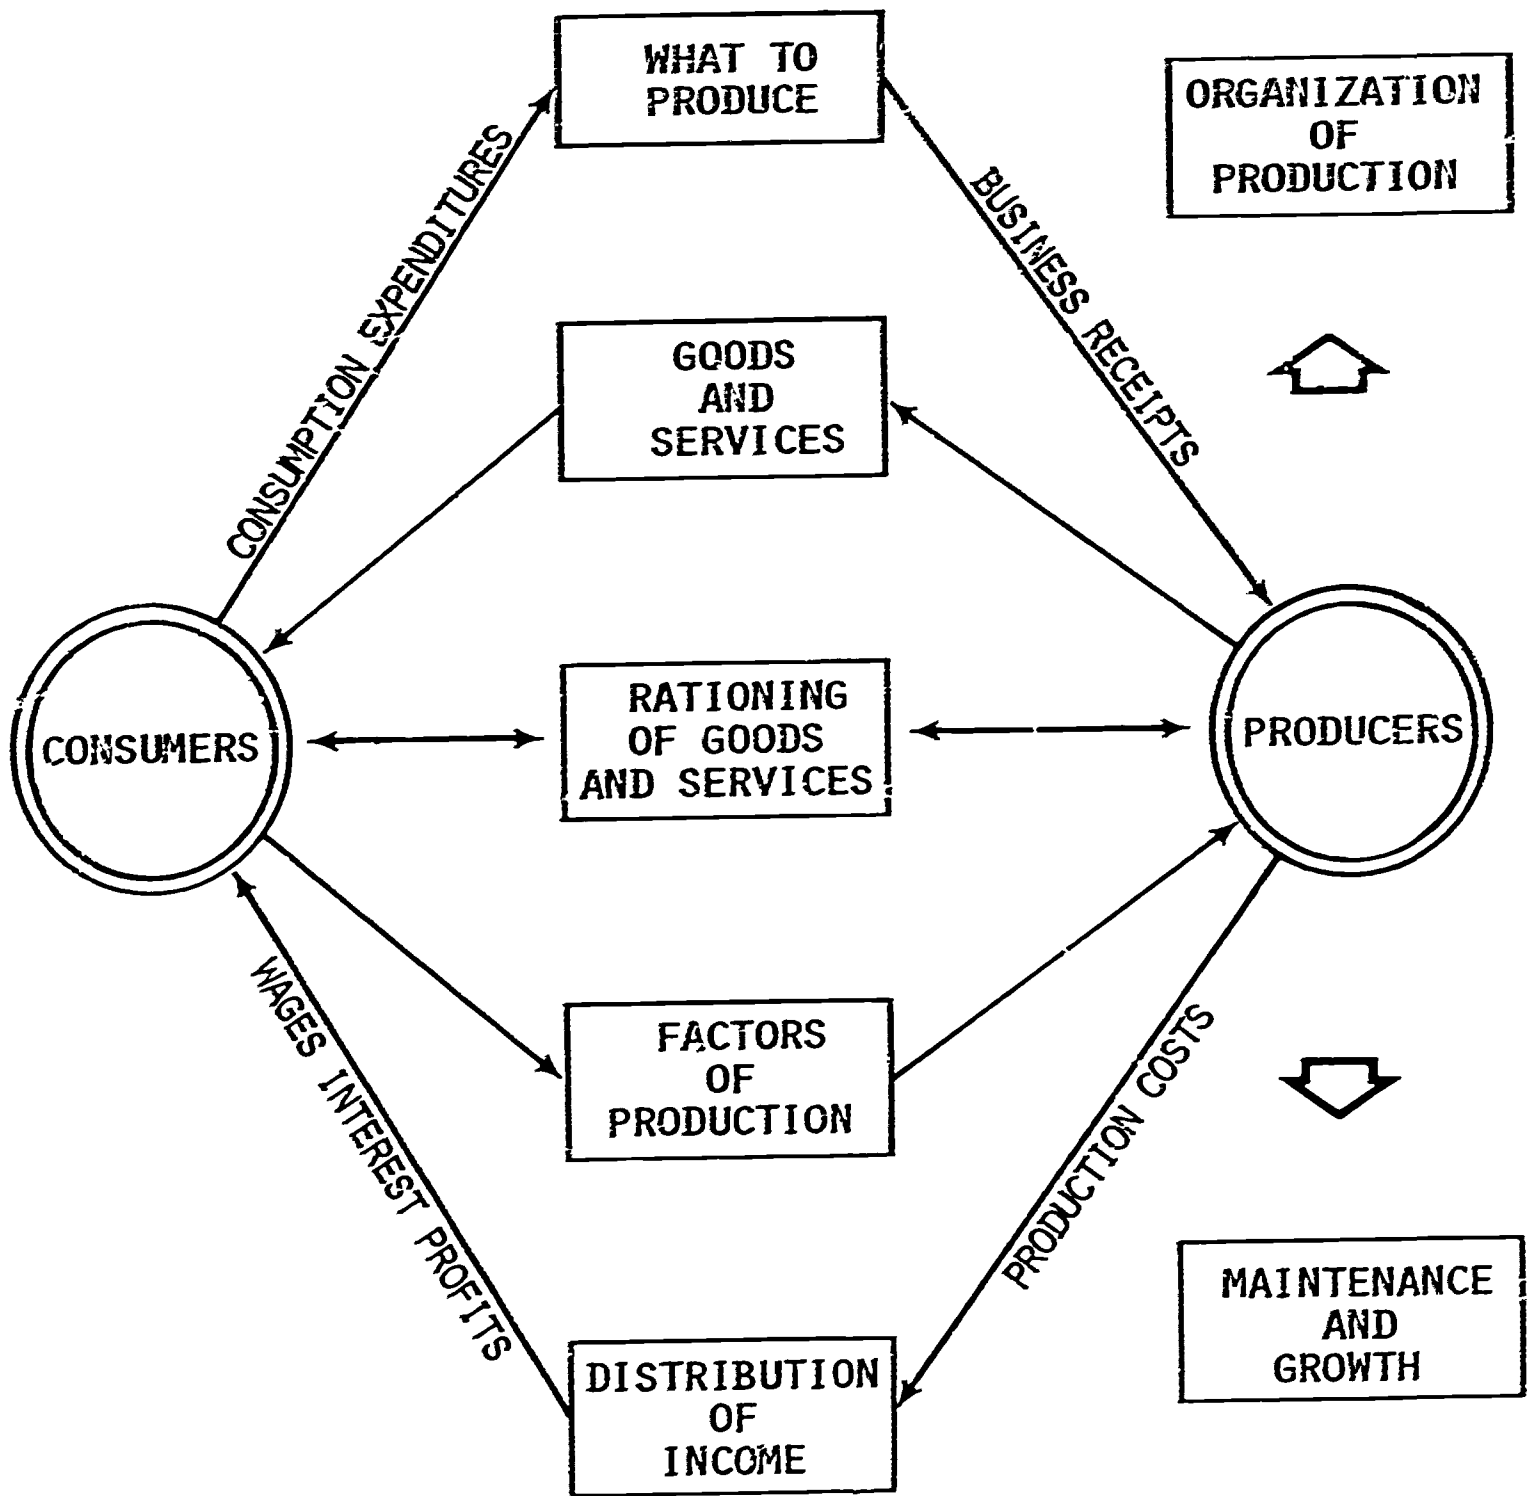 WHAT TO
PRODUCE
ORGANIZATION
OF
PRODUCTION
CONSUMPTION EXPENDITURES
BUSINESS RECEIPTS
GOODS
AND
SERVICES
CONSUMERS
RATIONING
OF GOODS
AND SERVICES
PRODUCERS
FACTORS
OF
PRODUCTION
WAGES INTEREST PROFITS
PRODUCTION COSTS
MAINTENANCE
AND
GROWTH
DISTRIBUTION
OF
INCOME